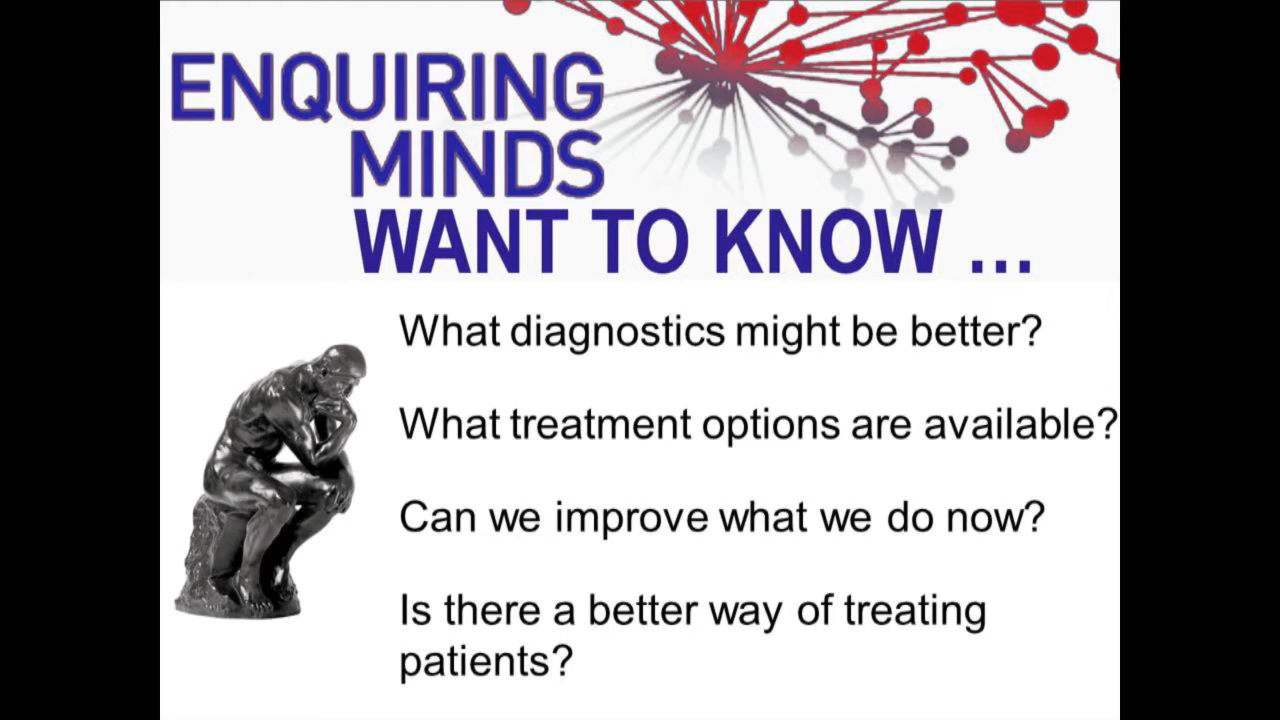 ENQUIRING
MINDS
WANT TO KNOW ...
What diagnostics might be better?
What treatment options are available?
Can we improve what we do now?
Is there a better way of treating
patients?